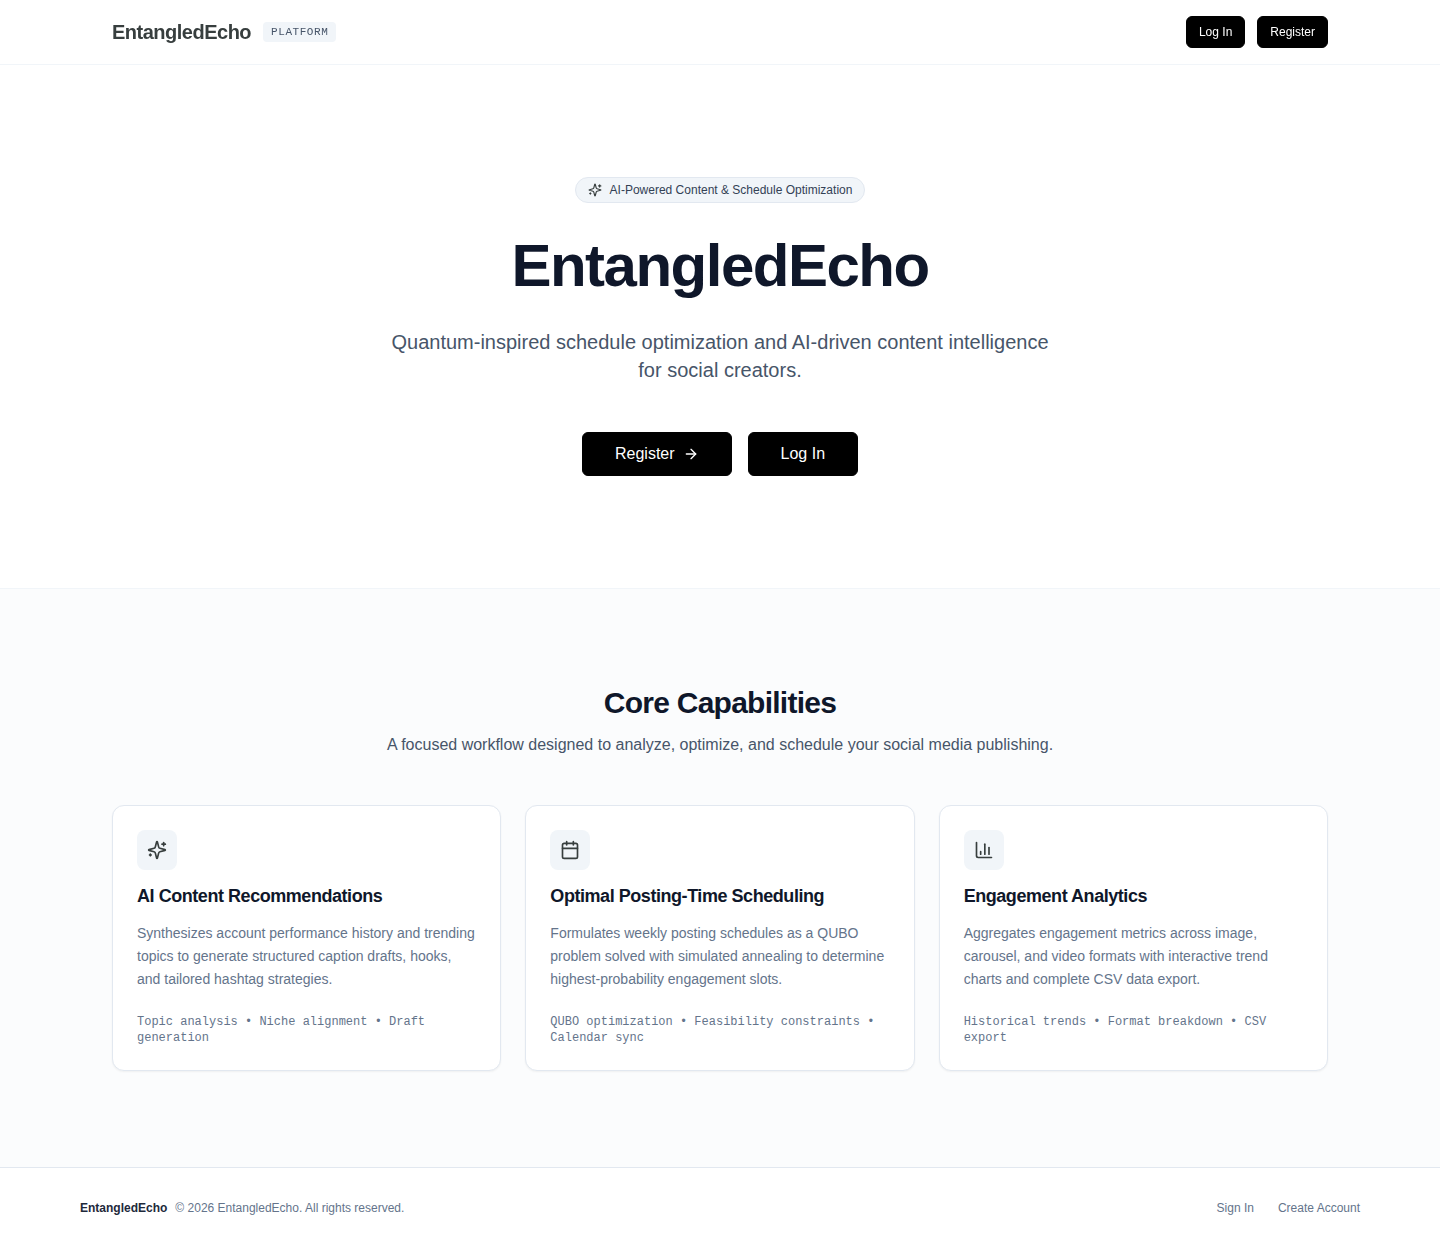 EntangledEcho PLATFORM Log In Register
AI-Powered Content & Schedule Optimization
EntangledEcho
Quantum-inspired schedule optimization and AI-driven content intelligence
for social creators.
Register Log In
Core Capabilities
A focused workflow designed to analyze, optimize, and schedule your social media publishing.
AI Content Recommendations
Synthesizes account performance history and trending
topics to generate structured caption drafts, hooks,
and tailored hashtag strategies.
Topic analysis • Niche alignment • Draft
generation
Optimal Posting-Time Scheduling
Formulates weekly posting schedules as a QUBO
problem solved with simulated annealing to determine
highest-probability engagement slots.
QUBO optimization • Feasibility constraints •
Calendar sync
Engagement Analytics
Aggregates engagement metrics across image,
carousel, and video formats with interactive trend
charts and complete CSV data export.
Historical trends • Format breakdown • CSV
export
EntangledEcho © 2026 EntangledEcho. All rights reserved. Sign In Create Account